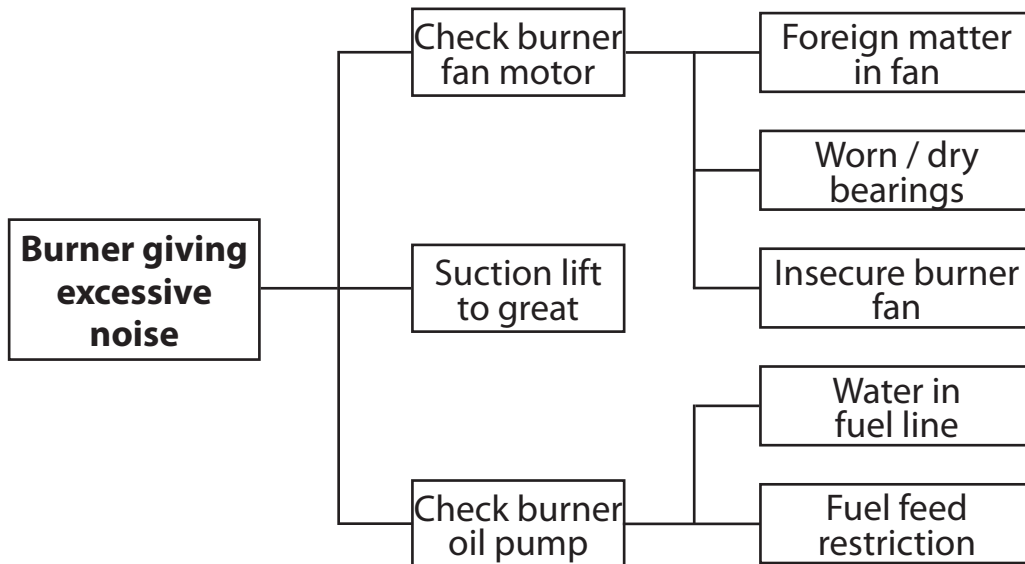 Burner giving
excessive
noise
Check burner
fan motor
Foreign matter
in fan
Worn / dry
bearings
Insecure burner
fan
Suction lift
to great
Check burner
oil pump
Water in
fuel line
Fuel feed
restriction